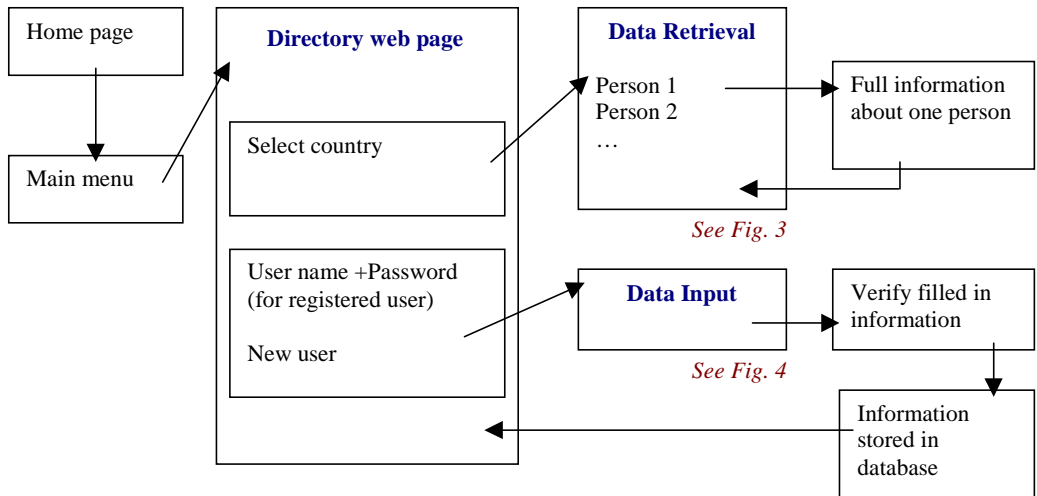 Home page
Main menu
Directory web page
Select country
User name +Password
(for registered user)
New user
Data Retrieval
Person 1
Person 2
…
See Fig. 3
Full information
about one person
Data Input
See Fig. 4
Verify filled in
information
Information
stored in
database